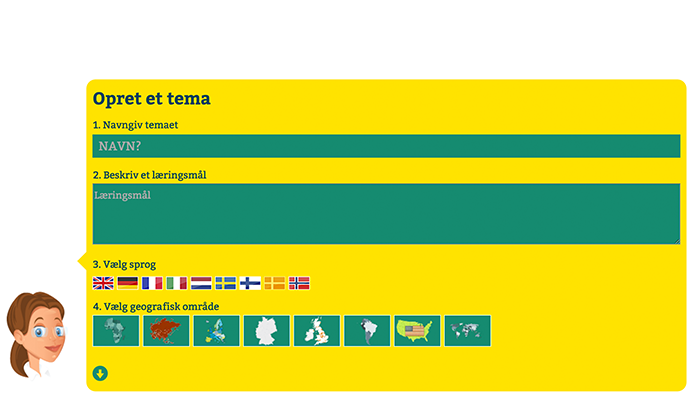 Opret et tema
1. Navngiv temaet
NAVN?
2. Beskriv et læringsmål
Læringsmål
3. Vælg sprog
4. Vælg geografisk område